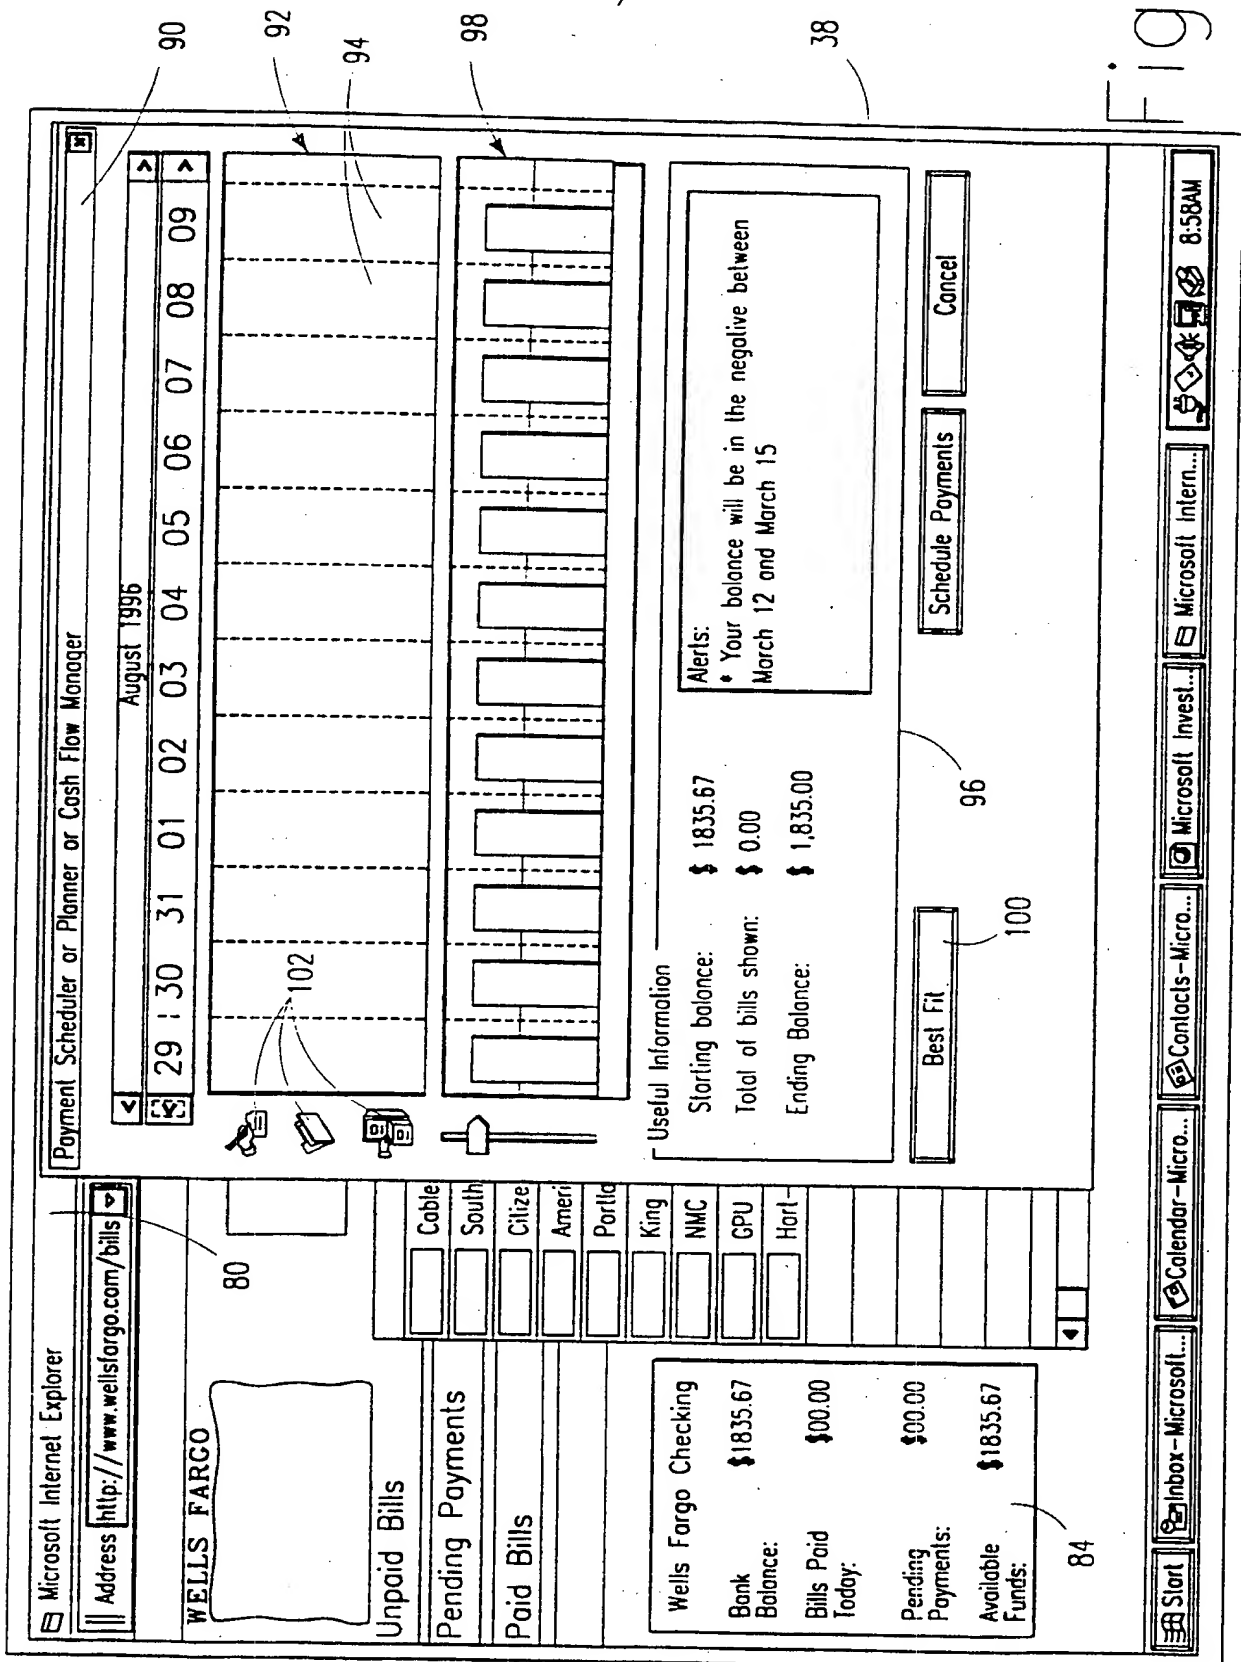 Microsoft Internet Explorer
Address http://www.wellsfargo.com/bills
WELLS FARGO
Unpaid Bills
Pending Payments
Paid Bills
Wells Fargo Checking
Bank Balance: $1835.67
Bills Paid Today: $00.00
Pending Payments: $00.00
Available Funds: $1835.67
84
80
Cable
South
Citize
Ameri
Portla
King
NMC
GPU
Hart-
Payment Scheduler or Planner or Cash Flow Manager
August 1996
29 30 31 01 02 03 04 05 06 07 08 09
102
Useful Information
Starting balance: $ 1835.67
Total of bills shown: $ 0.00
Ending Balance: $ 1,835.00
Alerts:
* Your balance will be in the negative between
March 12 and March 15
Best Fit
Schedule Payments
Cancel
100
96
90
92
94
98
38
Start
Inbox-Microsoft...
Calendar-Micro...
Contacts-Micro...
Microsoft Invest...
Microsoft Intern...
8:58AM
Fig